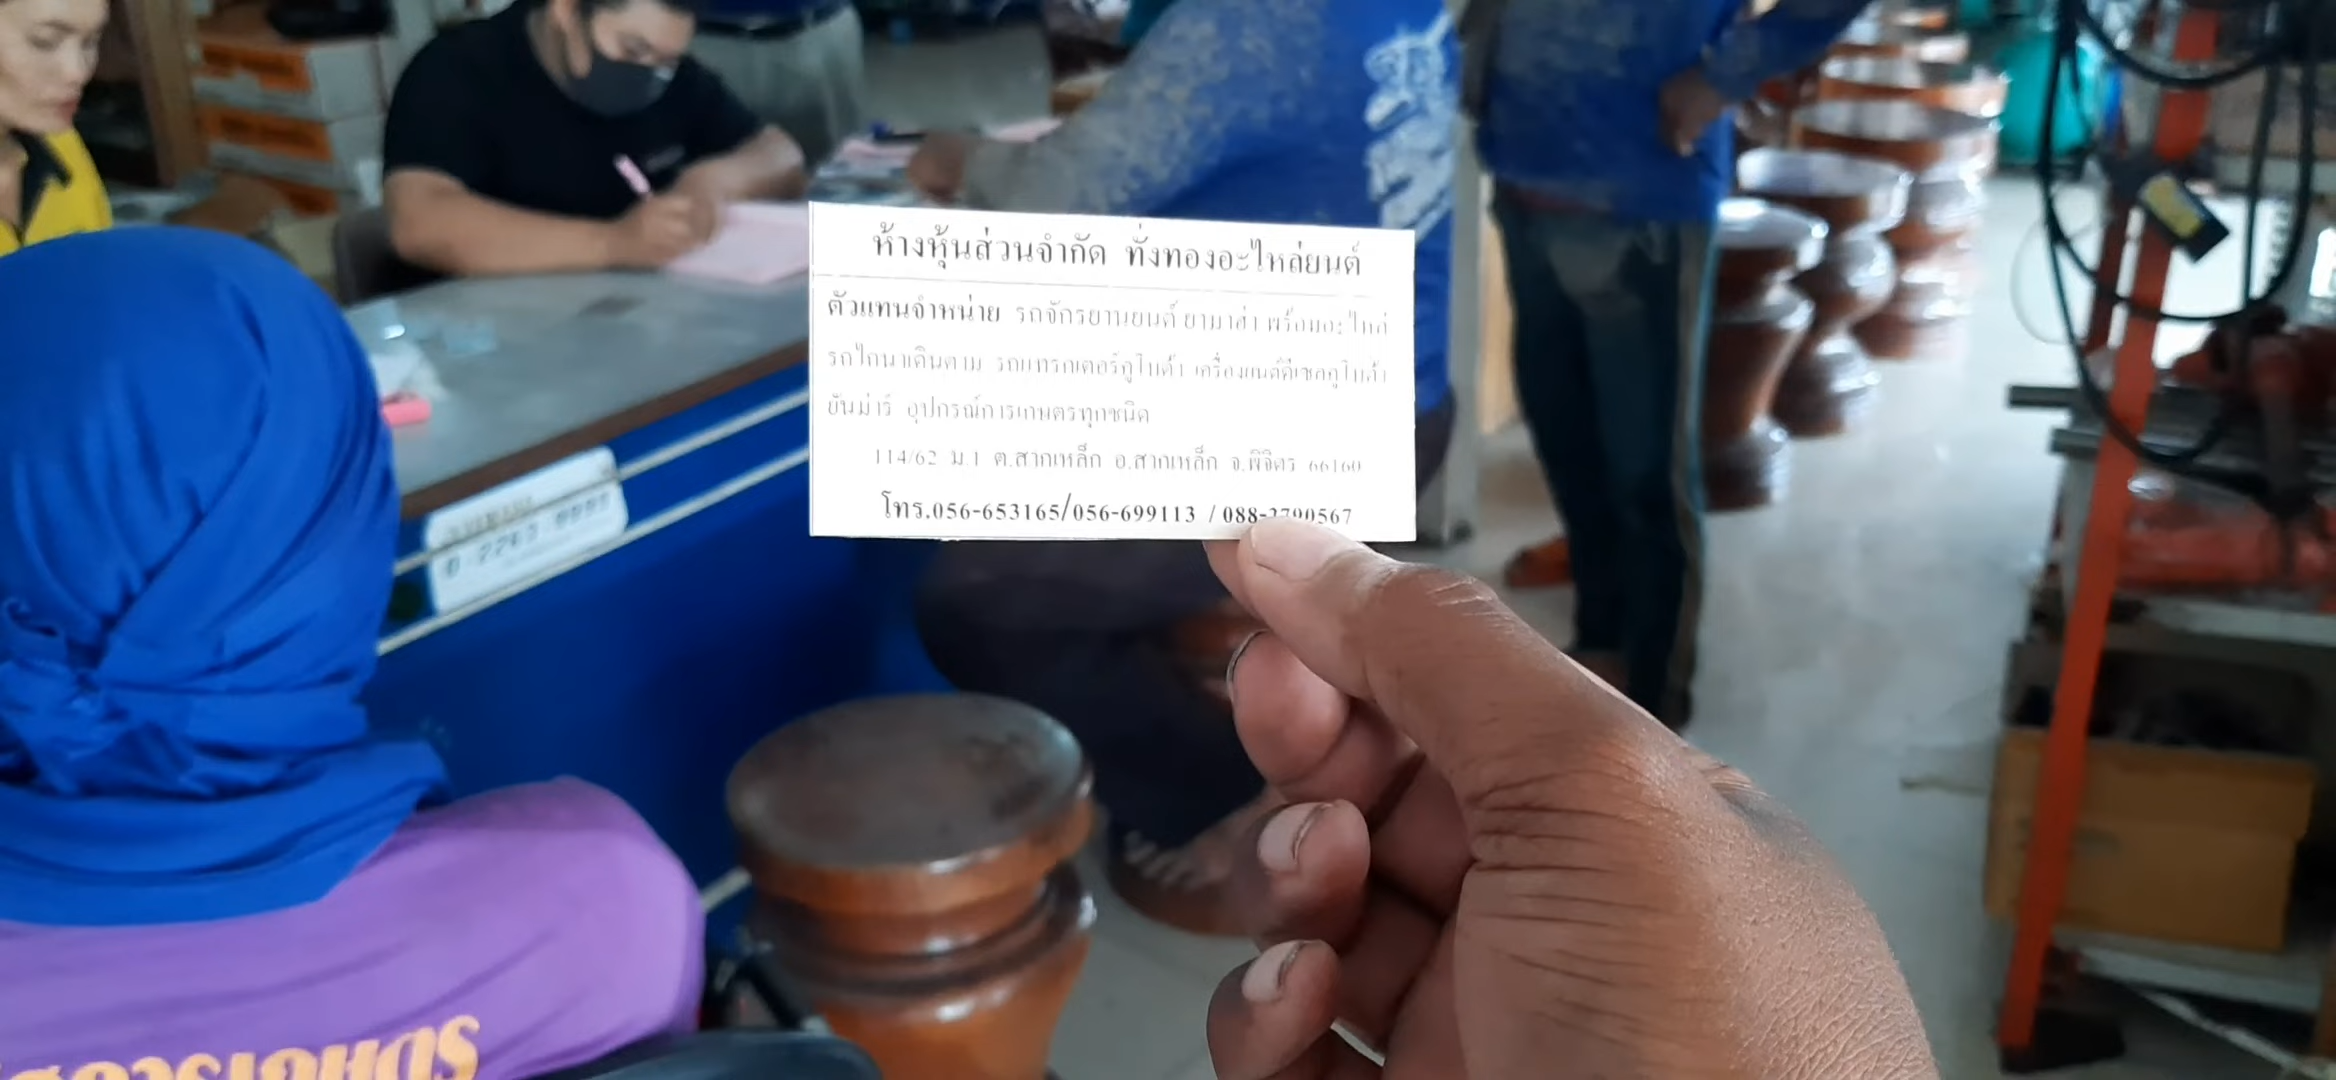 ห้างหุ้นส่วนจำกัด ทั่งทองอะไหล่ยนต์
ตัวแทนจำหน่าย รถจักรยานยนต์ ยามาฮ่า พร้อมอะไหล่
รถไถนาเดินตาม รถแทรกเตอร์คูโบต้า เครื่องยนต์ดีเซลคูโบต้า
ยันม่าร์ อุปกรณ์การเกษตรทุกชนิด
114/62 ม.1 ต.สากเหล็ก อ.สากเหล็ก จ.พิจิตร 66160
โทร.056-653165/056-699113 /